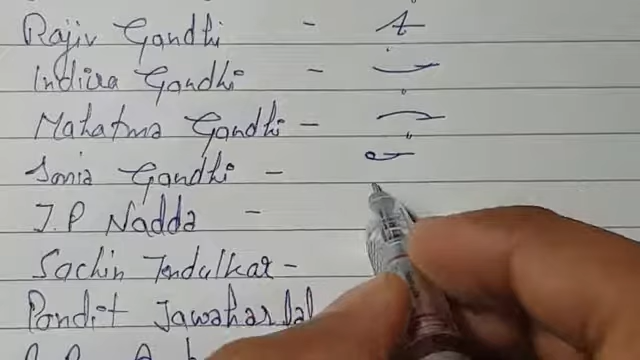 Rajiv Gandhi -
Indira Gandhi -
Mahatma Gandhi -
Sonia Gandhi -
J.P Nadda -
Sachin Tendulkar -
Pandit Jawaharlal